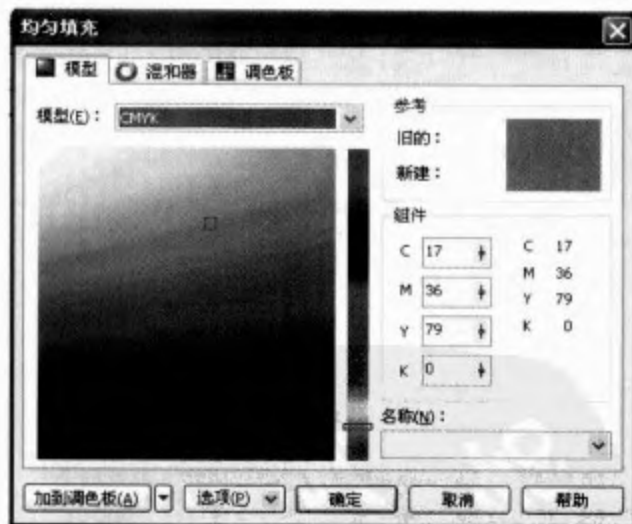 均匀填充
模型 混和器 调色板
模型(E): CMYK
参考
旧的:
新建:
组件
C 17 C 17
M 36 M 36
Y 79 Y 79
K 0 K 0
名称(N):
加到调色板(A) 选项(P) 确定 取消 帮助